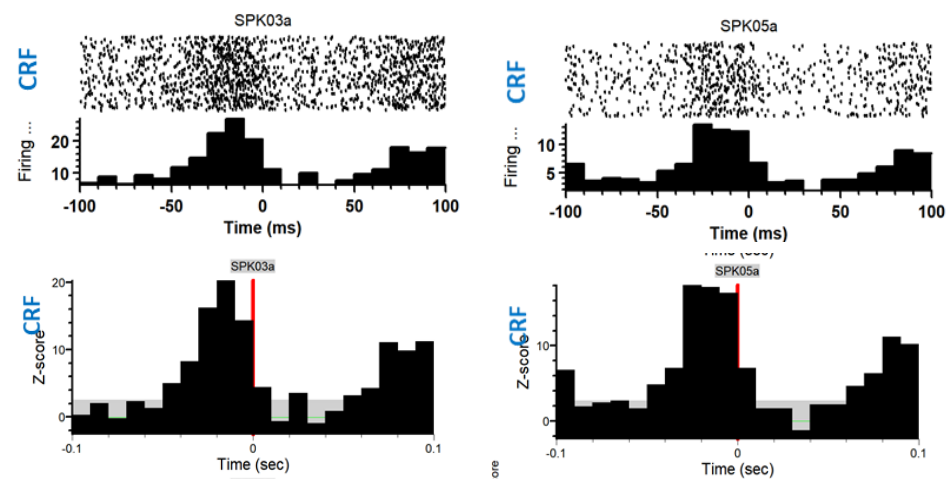 SPK03a
CRF
Firing ...
20
10
-100 -50 0 50 100
Time (ms)
SPK05a
CRF
Firing ...
10
5
-100 -50 0 50 100
Time (ms)
SPK03a
CRF
Z-score
20
10
0
-0.1 0 0.1
Time (sec)
SPK05a
CRF
Z-score
10
0
-0.1 0 0.1
Time (sec)
ore